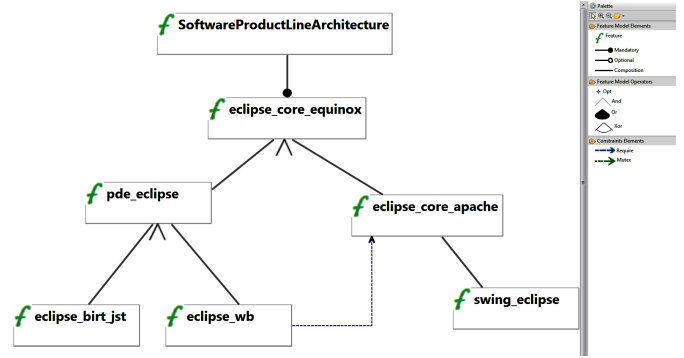 SoftwareProductLineArchitecture
eclipse_core_equinox
pde_eclipse
eclipse_core_apache
eclipse_birt_jst
eclipse_wb
swing_eclipse
Palette
Feature Model Elements
Feature
Mandatory
Optional
Composition
Feature Model Operators
Opt
And
Or
Xor
Constraints Elements
Require
Mutex